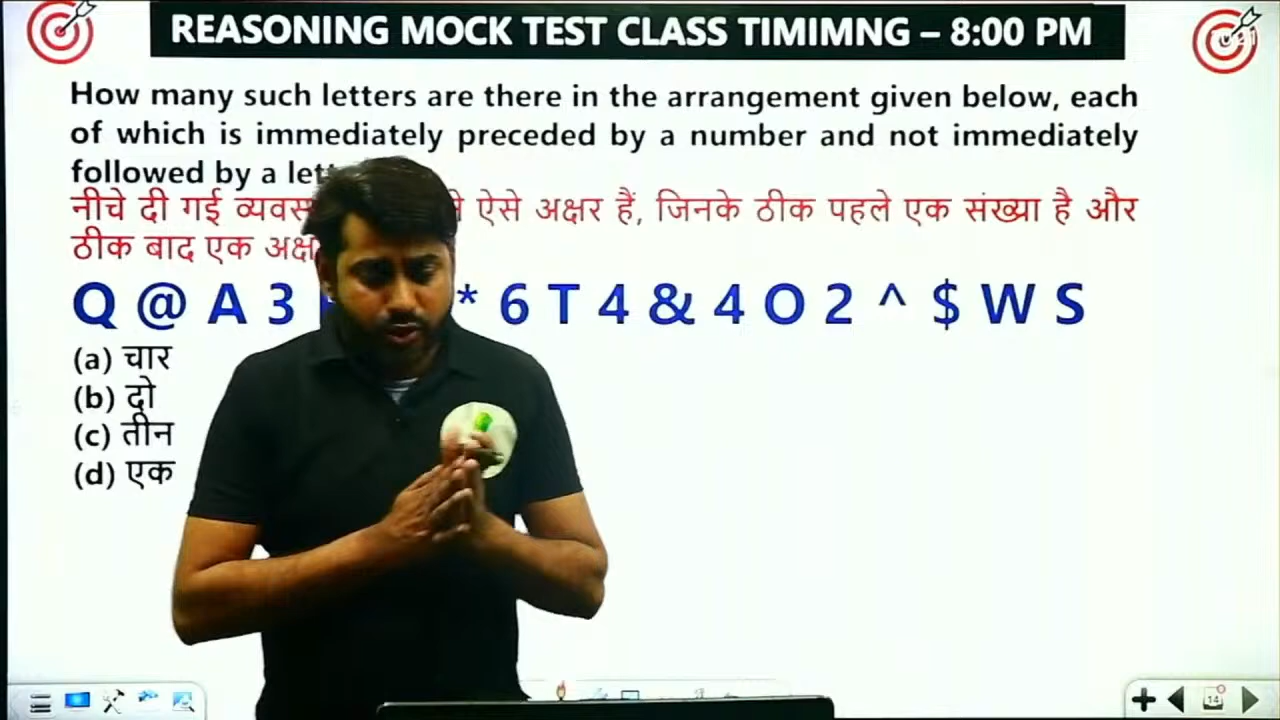 REASONING MOCK TEST CLASS TIMIMNG – 8:00 PM
How many such letters are there in the arrangement given below, each
of which is immediately preceded by a number and not immediately
followed by a
नीचे दी गई ऐसे अक्षर हैं, जिनके ठीक पहले एक संख्या है और
ठीक बाद एक
Q @ A 3 * 6 T 4 & 4 O 2 ^ $ W S
(a) चार
(b) दो
(c) तीन
(d) एक
14